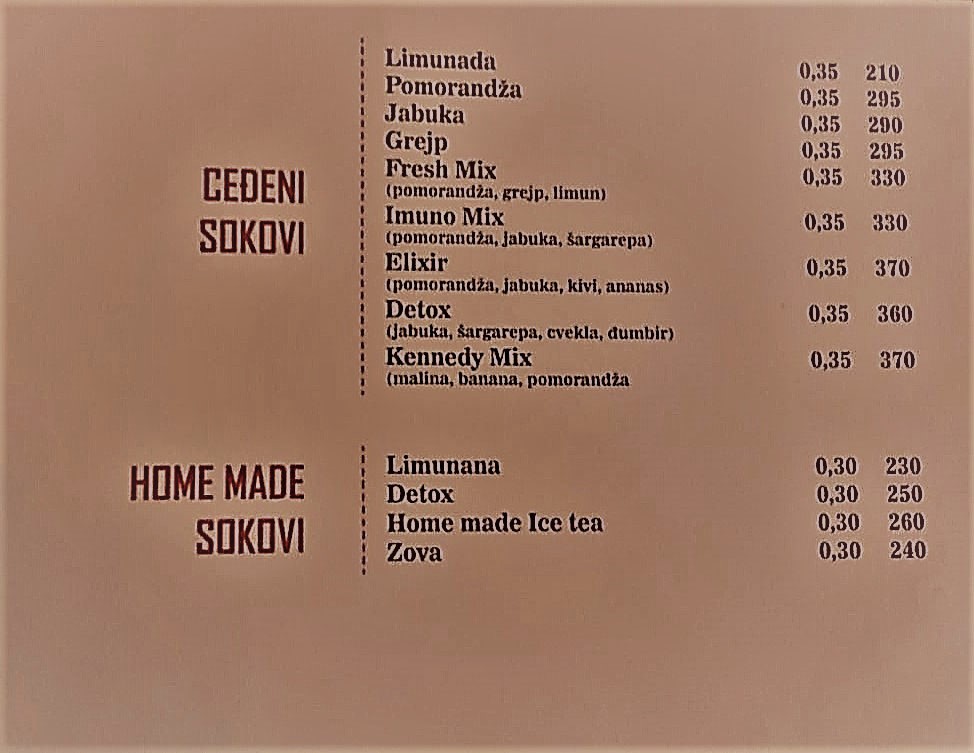 CEĐENI
SOKOVI
Limunada 0,35 210
Pomorandža 0,35 295
Jabuka 0,35 290
Grejp 0,35 295
Fresh Mix 0,35 330
(pomorandža, grejp, limun)
Imuno Mix 0,35 330
(pomorandža, jabuka, šargarepa)
Elixir 0,35 370
(pomorandža, jabuka, kivi, ananas)
Detox 0,35 360
(jabuka, šargarepa, cvekla, đumbir)
Kennedy Mix 0,35 370
(malina, banana, pomorandža
HOME MADE
SOKOVI
Limunana 0,30 230
Detox 0,30 250
Home made Ice tea 0,30 260
Zova 0,30 240